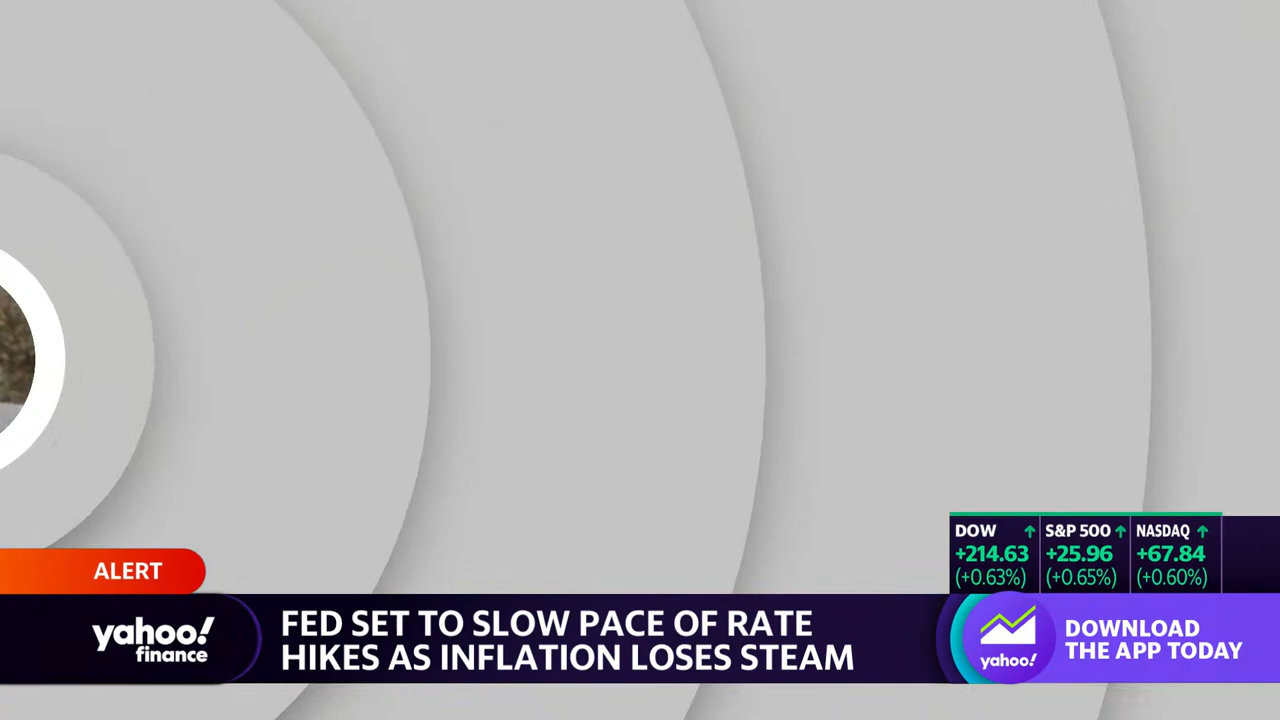 DOW
+214.63
(+0.63%)
S&P 500
+25.96
(+0.65%)
NASDAQ
+67.84
(+0.60%)
ALERT
yahoo!
finance
FED SET TO SLOW PACE OF RATE
HIKES AS INFLATION LOSES STEAM
yahoo!
DOWNLOAD
THE APP TODAY